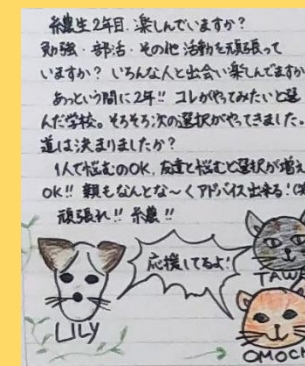 糸農生2年目、楽しんでいますか?
勉強・部活・その他活動を頑張って
いますか? いろんな人と出会い楽しんでますか
あっという間に2年!! コレがやってみたいと選
んだ学校。そろそろ次の選択がやってきました。
道は決まりましたか?
1人で悩むのOK、友達と悩むと選択が増え
OK!! 親もなんとな〜くアドバイス出来る!(笑
頑張れ!! 糸農!!
応援してるよ!
LILY
TAWA
OMOCH